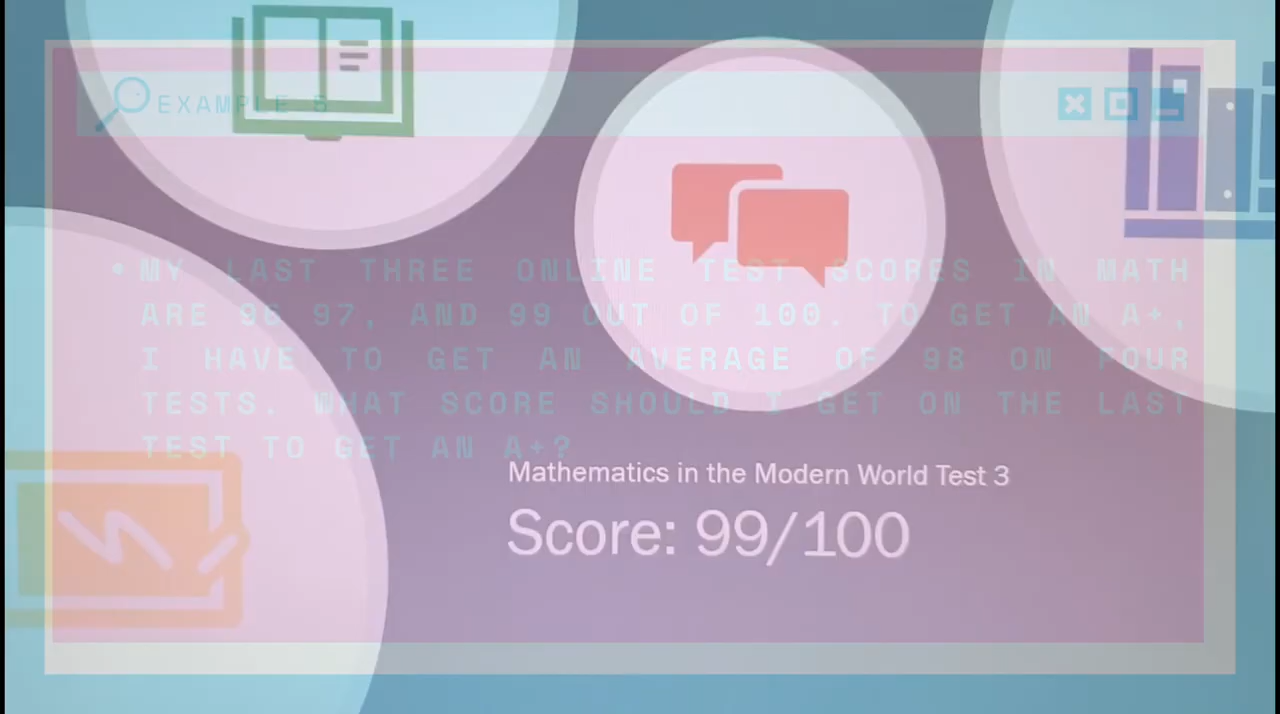 EXAMPLE 5
• MY LAST THREE ONLINE TEST SCORES IN MATH
ARE 96 97, AND 99 OUT OF 100. TO GET AN A+,
I HAVE TO GET AN AVERAGE OF 98 ON FOUR
TESTS. WHAT SCORE SHOULD I GET ON THE LAST
TEST TO GET AN A+?
Mathematics in the Modern World Test 3
Score: 99/100